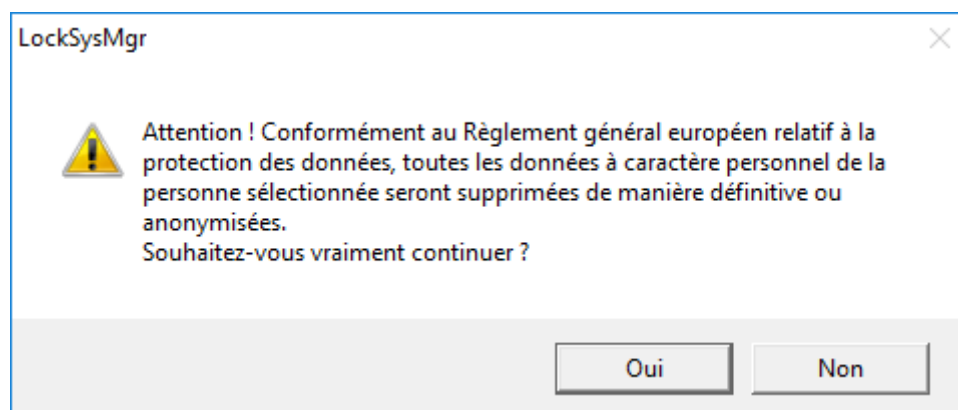 LockSysMgr
Attention ! Conformément au Règlement général européen relatif à la
protection des données, toutes les données à caractère personnel de la
personne sélectionnée seront supprimées de manière définitive ou
anonymisées.
Souhaitez-vous vraiment continuer ?
Oui
Non